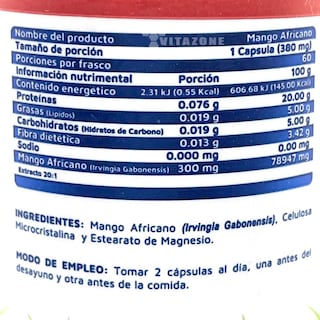 VITAZONE
Nombre del producto Mango Africano
Tamaño de porción 1 Capsula (380 mg)
Porciones por frasco 60
Información nutrimental Porción 100 g
Contenido energético 2.31 kJ (0.55 Kcal) 606.68 kJ (145.00 Kcal)
Proteínas 0.076 g 20.00 g
Grasas (Lípidos) 0.019 g 5.00 g
Carbohidratos (Hidratos de Carbono) 0.019 g 5.00 g
Fibra dietética 0.013 g 3.42 g
Sodio 0.000 mg 0.00 mg
Mango Africano (Irvingia Gabonensis) 300 mg 78947 mg
Extracto 20:1
INGREDIENTES: Mango Africano (Irvingia Gabonensis), Celulosa
Microcristalina y Estearato de Magnesio.
MODO DE EMPLEO: Tomar 2 cápsulas al día, una antes del
desayuno y otra antes de la comida.